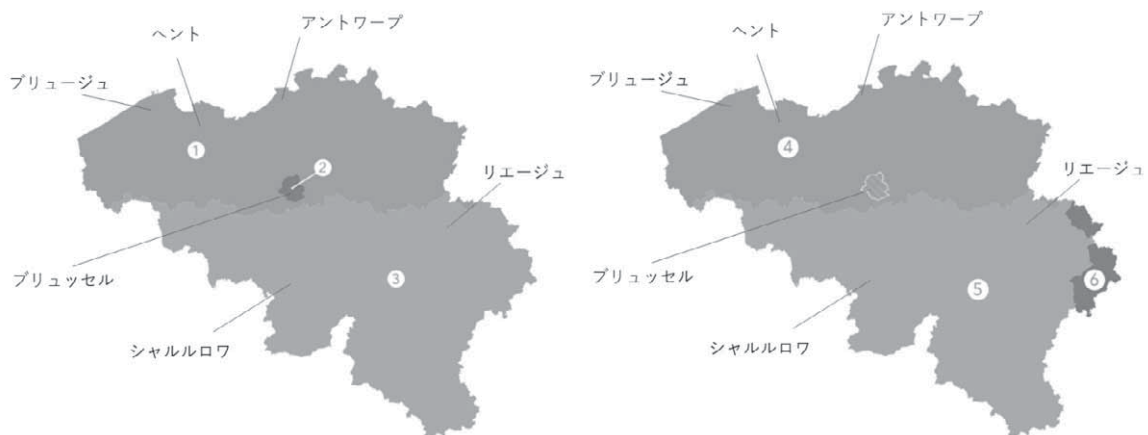 ヘント
アントワープ
ブリュージュ
①
②
リエージュ
ブリュッセル
③
シャルルロワ
ヘント
アントワープ
ブリュージュ
④
リエージュ
ブリュッセル
⑤
⑥
シャルルロワ